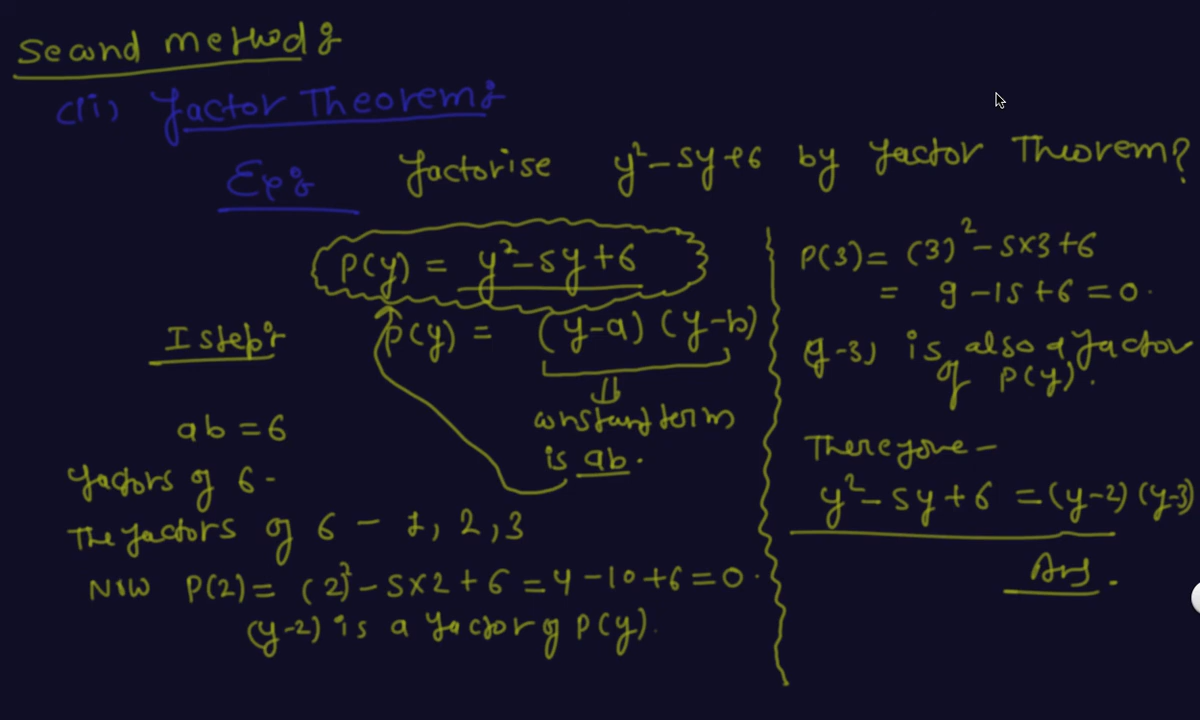 Second method :
(ii) Factor Theorem :
Exp : Factorise y² - 5y + 6 by factor Theorem?
P(y) = y² - 5y + 6
I step :
P(y) = (y-a) (y-b)
⇓
constant term
is ab.
ab = 6
factors of 6 -
The factors of 6 - 1, 2, 3
Now P(2) = (2)² - 5×2 + 6 = 4 - 10 + 6 = 0.
(y-2) is a factor of P(y).
P(3) = (3)² - 5×3 + 6
= 9 - 15 + 6 = 0.
(y-3) is also a factor
of P(y).
Therefore -
y² - 5y + 6 = (y-2) (y-3)
Ans.